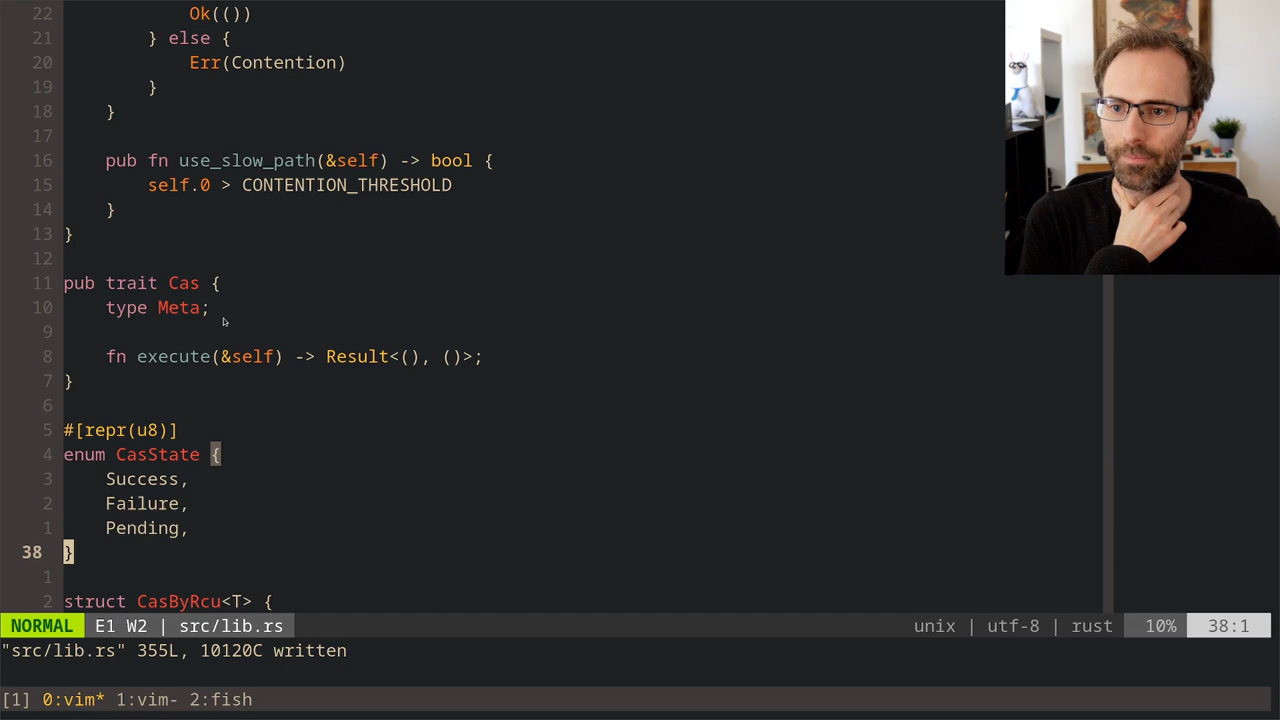 22             Ok(())
21         } else {
20             Err(Contention)
19         }
18     }
17
16     pub fn use_slow_path(&self) -> bool {
15         self.0 > CONTENTION_THRESHOLD
14     }
13 }
12
11 pub trait Cas {
10     type Meta;
9
8     fn execute(&self) -> Result<(), ()>;
7 }
6
5 #[repr(u8)]
4 enum CasState {
3     Success,
2     Failure,
1     Pending,
38 }
1
2 struct CasByRcu<T> {
NORMAL E1 W2 | src/lib.rs unix | utf-8 | rust 10% 38:1
"src/lib.rs" 355L, 10120C written
[1] 0:vim* 1:vim- 2:fish